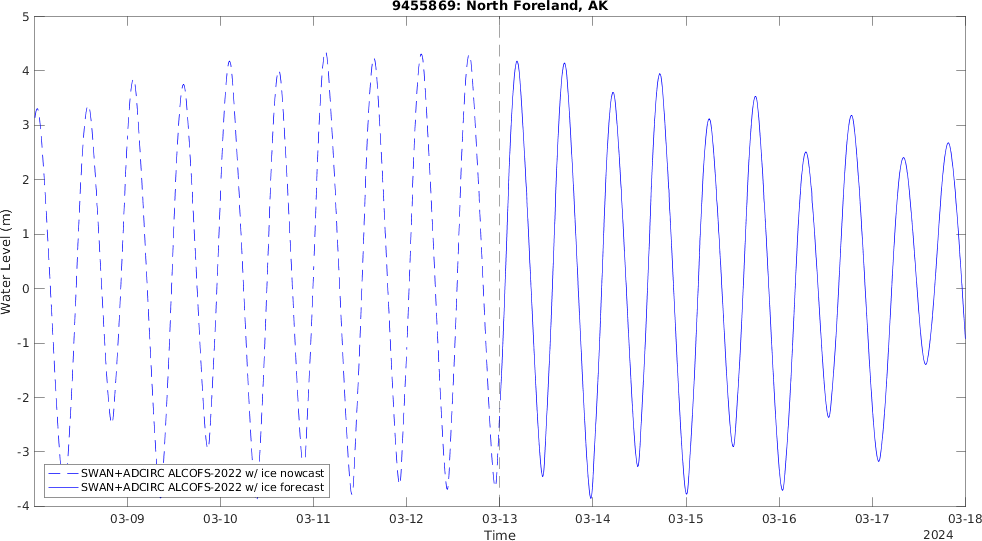 9455869: North Foreland, AK
Water Level (m)
5
4
3
2
1
0
-1
-2
-3
-4
SWAN+ADCIRC ALCOFS-2022 w/ ice nowcast
SWAN+ADCIRC ALCOFS-2022 w/ ice forecast
03-09 03-10 03-11 03-12 03-13 03-14 03-15 03-16 03-17 03-18
Time
2024